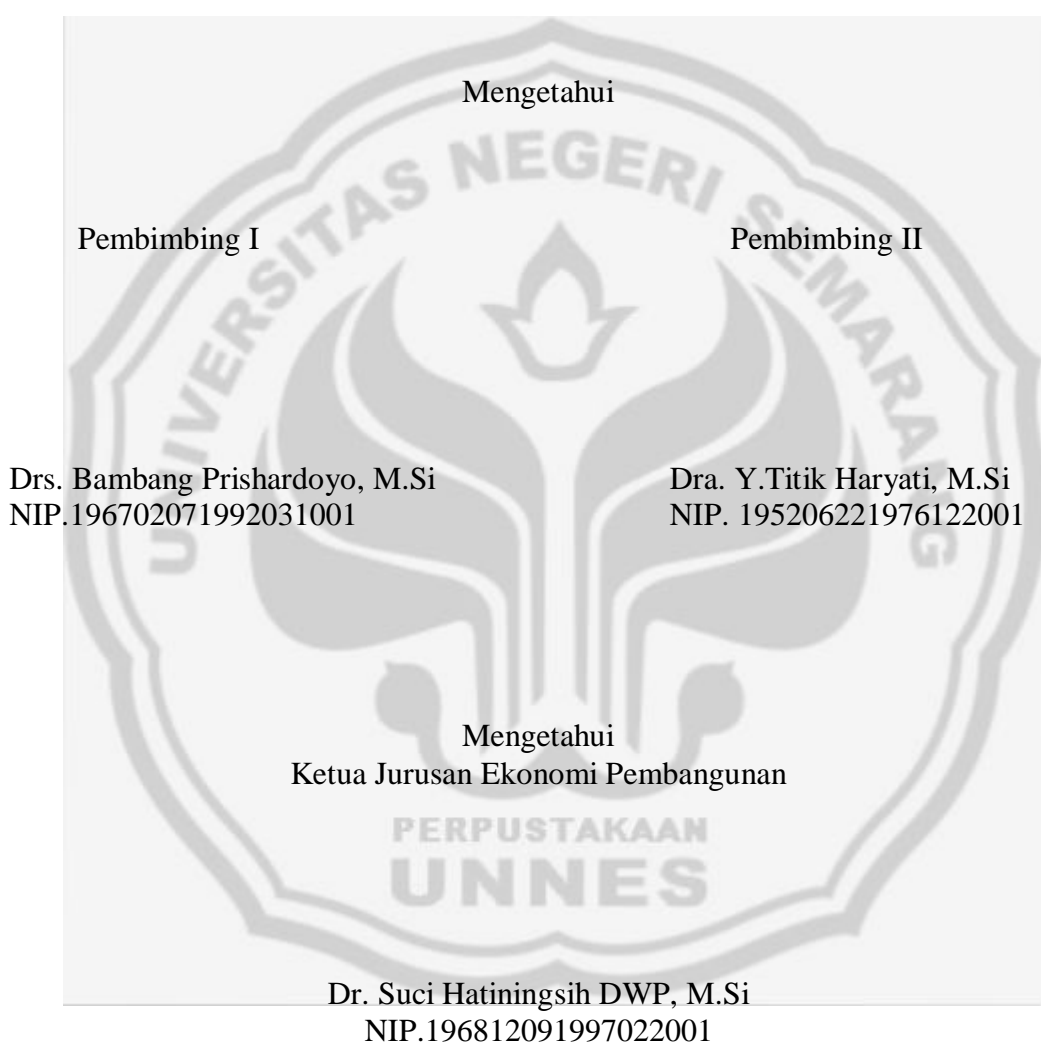 Mengetahui
UNIVERSITAS NEGERI SEMARANG
Pembimbing I
Pembimbing II
Drs. Bambang Prishardoyo, M.Si
NIP.196702071992031001
Dra. Y.Titik Haryati, M.Si
NIP. 195206221976122001
Mengetahui
Ketua Jurusan Ekonomi Pembangunan
PERPUSTAKAAN
UNNES
Dr. Suci Hatiningsih DWP, M.Si
NIP.196812091997022001